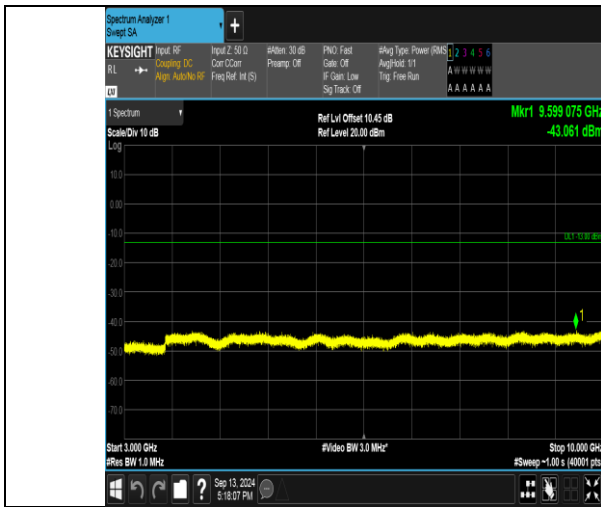 Spectrum Analyzer 1
Swept SA
+
KEYSIGHT Input: RF Input Z: 50 Ω #Atten: 30 dB PNO: Fast #Avg Type: Power (RMS 1 2 3 4 5 6
RL Coupling: DC Corr CCorr Preamp: Off Gate: Off Avg|Hold: 1/1 A W W W W W
Align: Auto/No RF Freq Ref: Int (S) IF Gain: Low Trig: Free Run
LXI Sig Track: Off A A A A A A
1 Spectrum Ref Lvl Offset 10.45 dB Mkr1 9.599 075 GHz
Scale/Div 10 dB Ref Level 20.00 dBm -43.061 dBm
Log
10.0
0.00
-10.0 DL1 -13.00 dBm
-20.0
-30.0
-40.0 1
-50.0
-60.0
-70.0
Start 3.000 GHz #Video BW 3.0 MHz* Stop 10.000 GHz
#Res BW 1.0 MHz #Sweep ~1.00 s (40001 pts
? Sep 13, 2024
5:18:07 PM